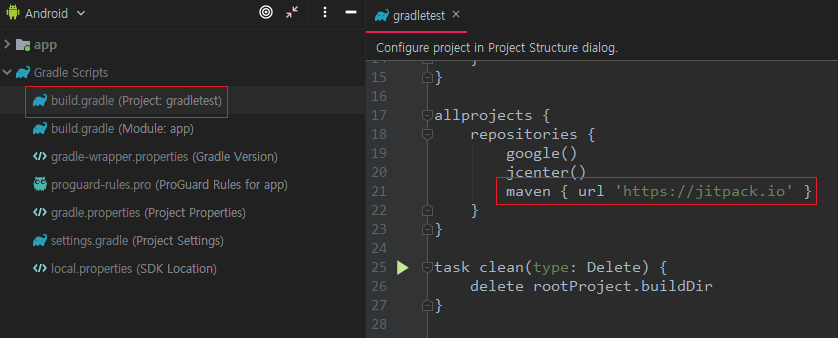 Android
app
Gradle Scripts
build.gradle (Project: gradletest)
build.gradle (Module: app)
gradle-wrapper.properties (Gradle Version)
proguard-rules.pro (ProGuard Rules for app)
gradle.properties (Project Properties)
settings.gradle (Project Settings)
local.properties (SDK Location)
gradletest
Configure project in Project Structure dialog.
15 }
16
17 allprojects {
18 repositories {
19 google()
20 jcenter()
21 maven { url 'https://jitpack.io' }
22 }
23 }
24
25 task clean(type: Delete) {
26 delete rootProject.buildDir
27 }
28